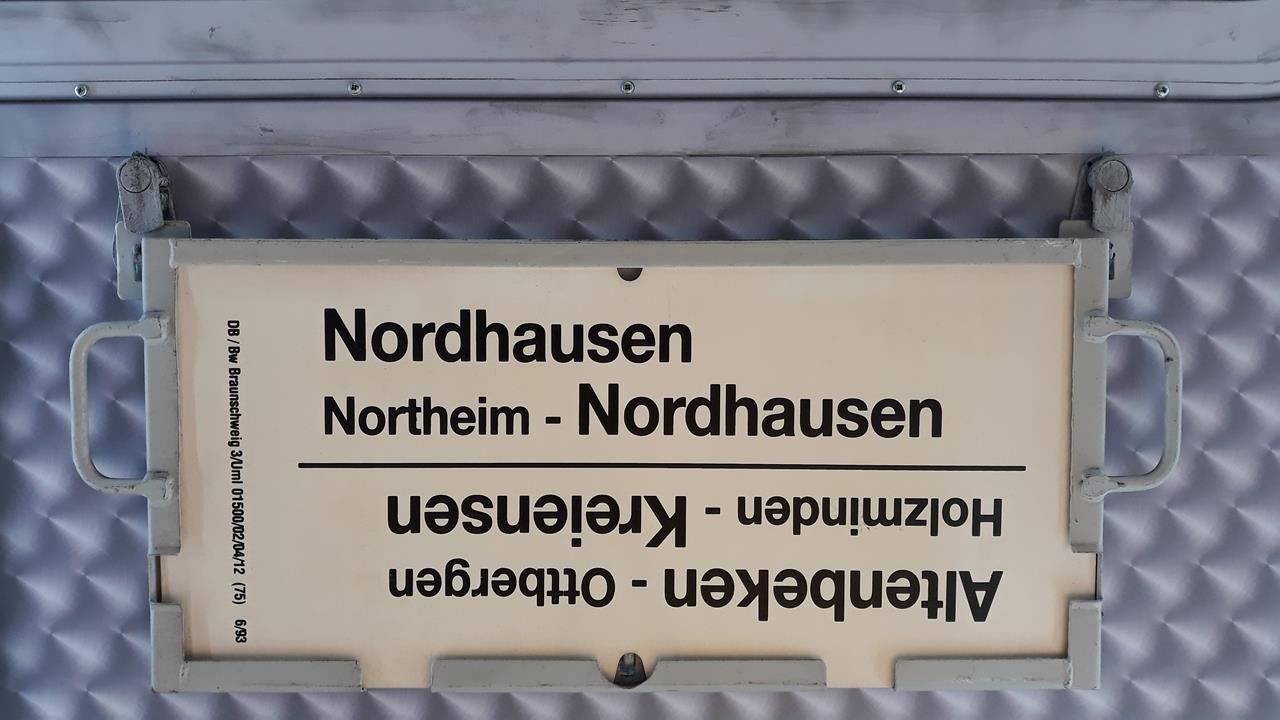 Nordhausen
Northeim - Nordhausen
Altenbeken - Ottbergen
Holzminden - Kreiensen
DB / Bw Braunschweig 3/Uml 01500/02/04/12 (75) 6/93